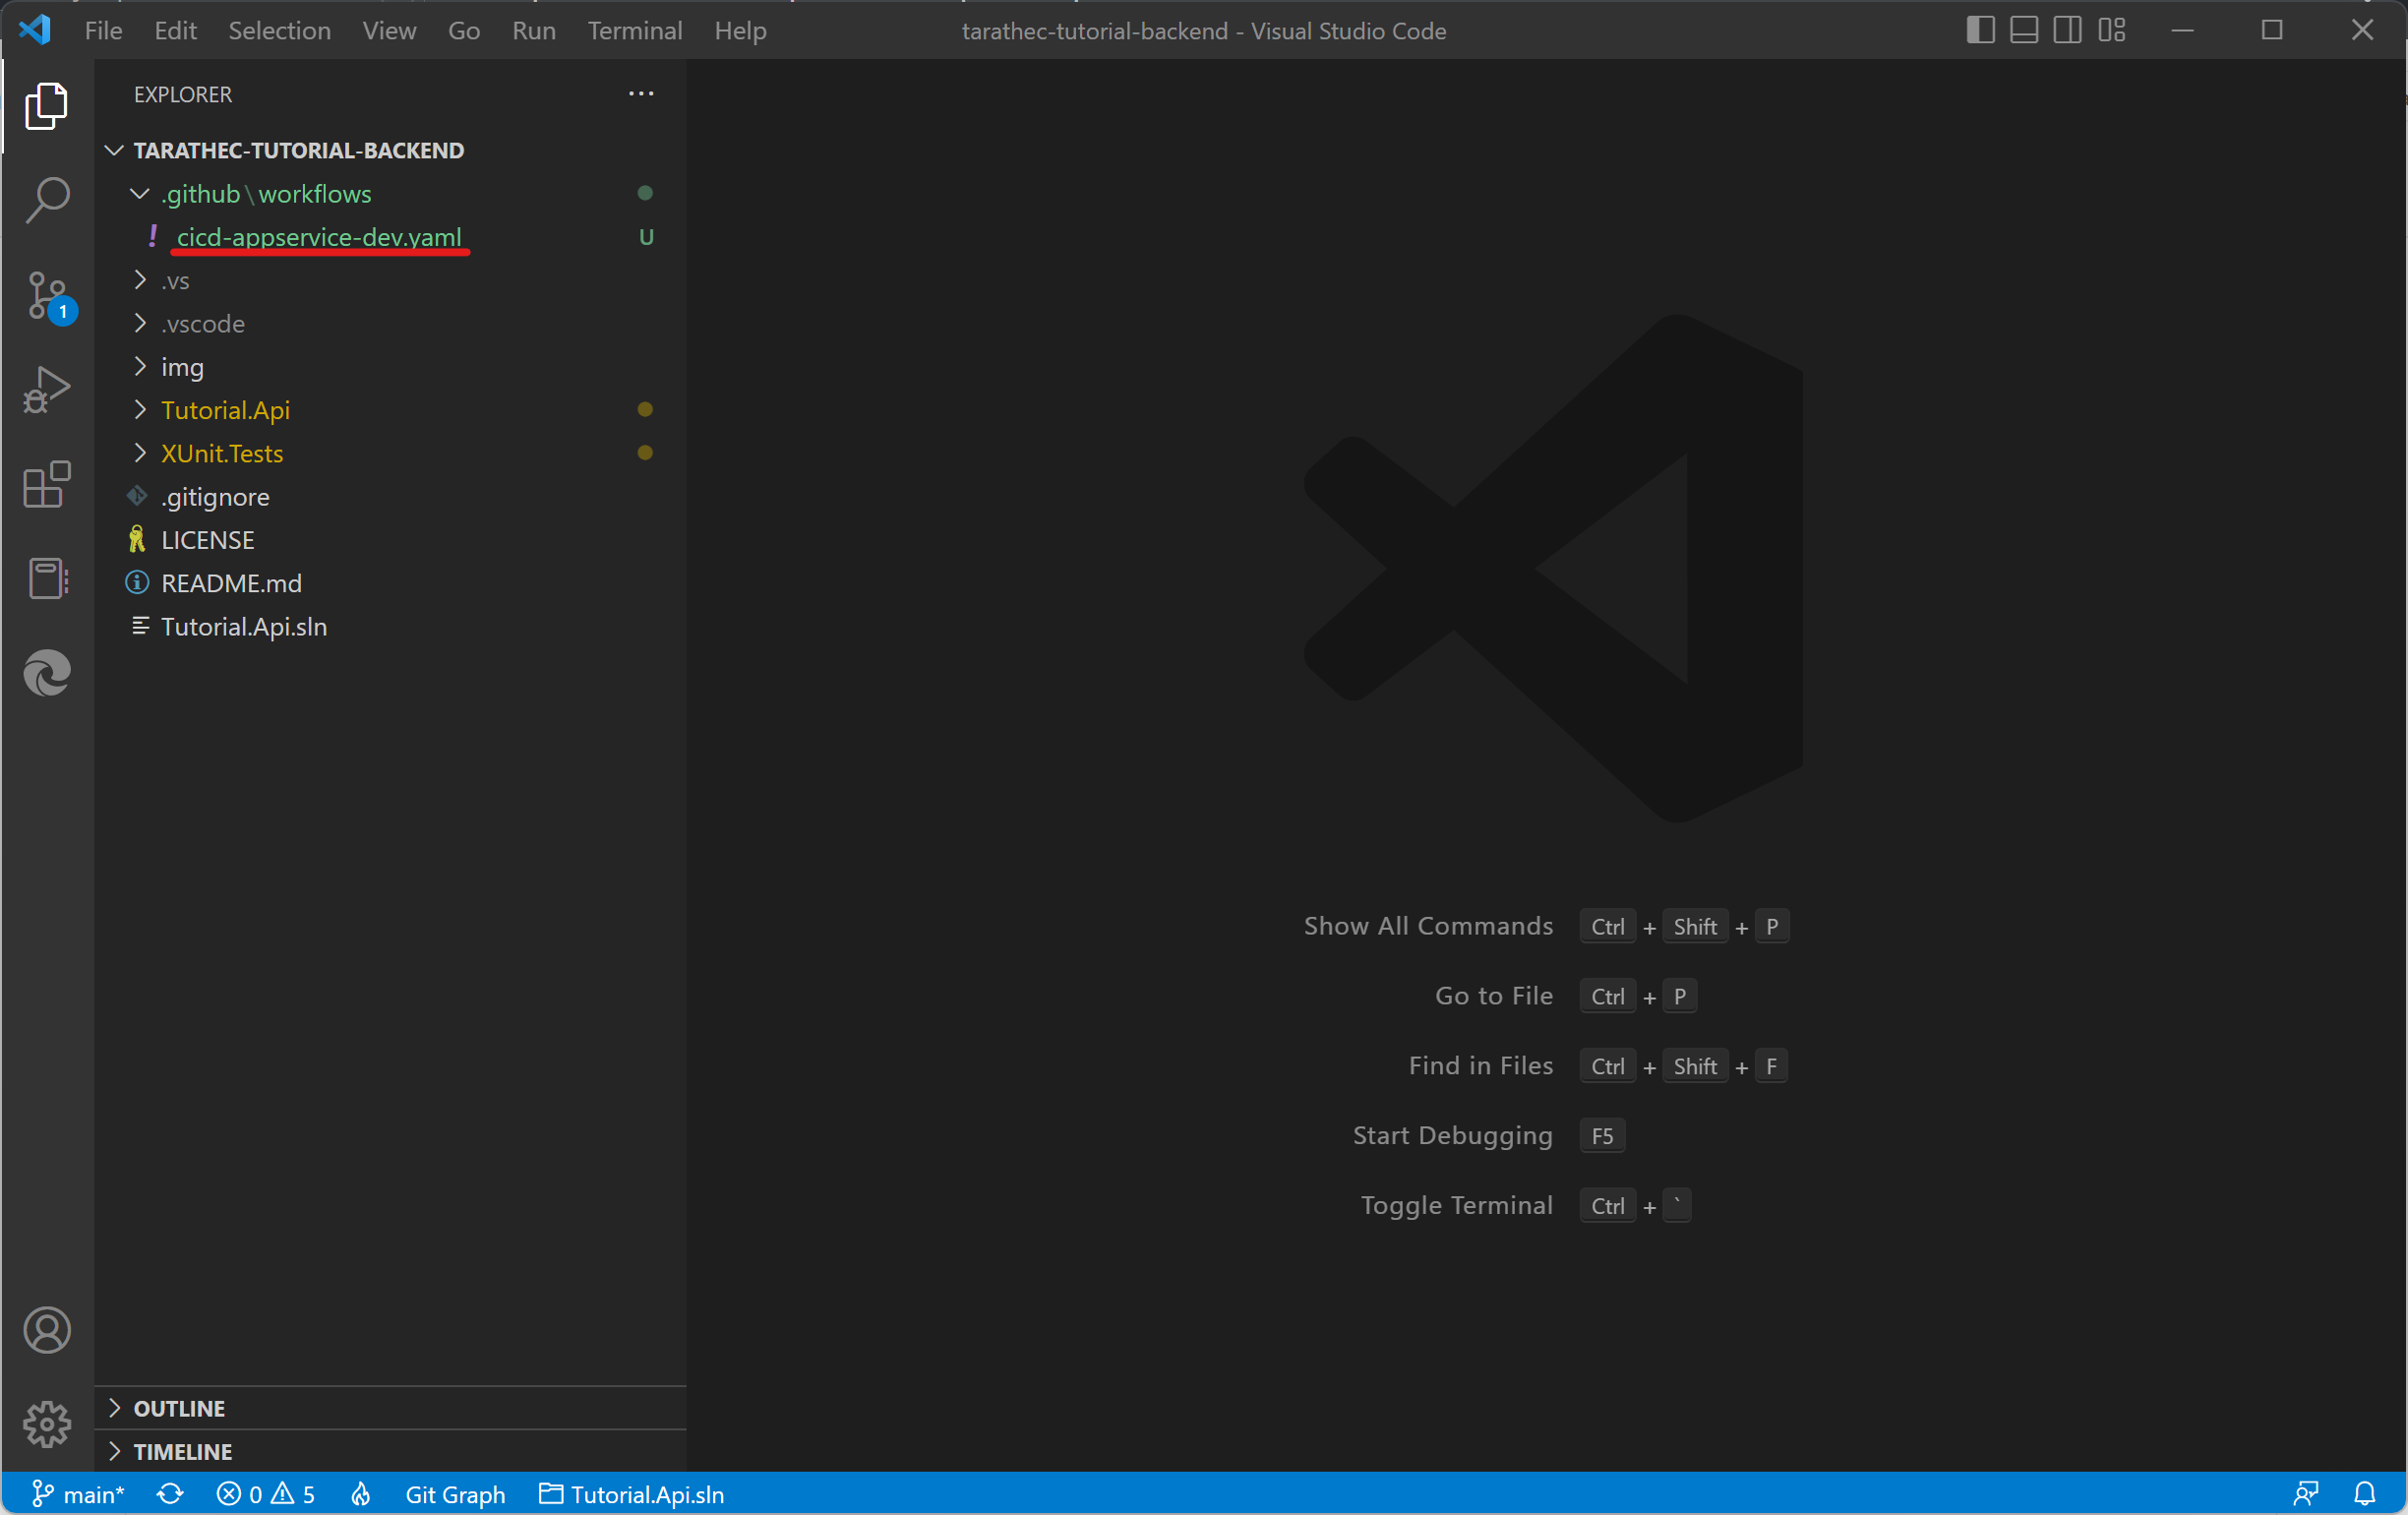 File Edit Selection View Go Run Terminal Help tarathec-tutorial-backend - Visual Studio Code
EXPLORER ···
TARATHEC-TUTORIAL-BACKEND
.github\workflows
! cicd-appservice-dev.yaml U
.vs
1
.vscode
img
Tutorial.Api
XUnit.Tests
.gitignore
LICENSE
README.md
Tutorial.Api.sln
Show All Commands Ctrl + Shift + P
Go to File Ctrl + P
Find in Files Ctrl + Shift + F
Start Debugging F5
Toggle Terminal Ctrl + `
OUTLINE
TIMELINE
main* 0 5 Git Graph Tutorial.Api.sln